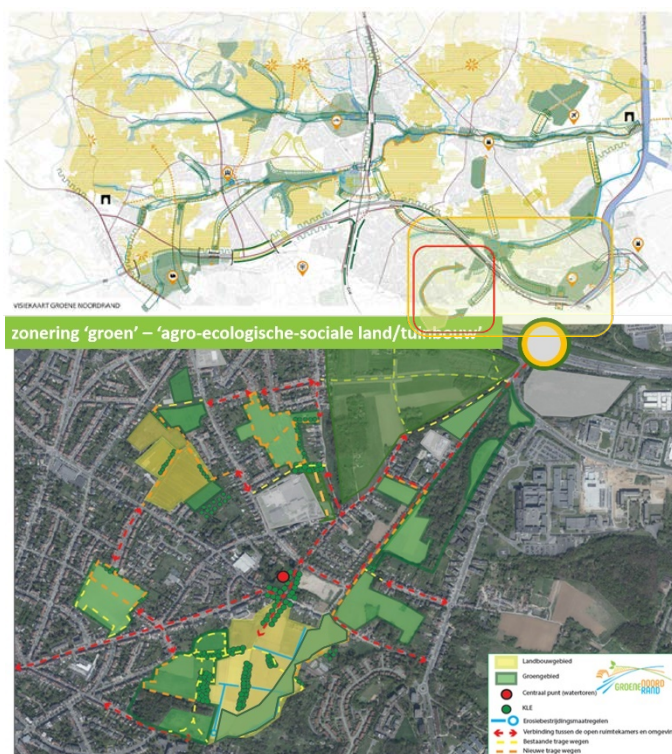 VISIEKAART GROENE NOORDRAND
zonering 'groen' – 'agro-ecologische-sociale land/tuinbouw'
Landbouwgebied
Groengebied
Centraal punt (watertoren)
KLE
Erosiebestrijdingsmaatregelen
Verbinding tussen de open ruimtekamers en omgev
Bestaande trage wegen
Nieuwe trage wegen
GROENE NOORD RAND